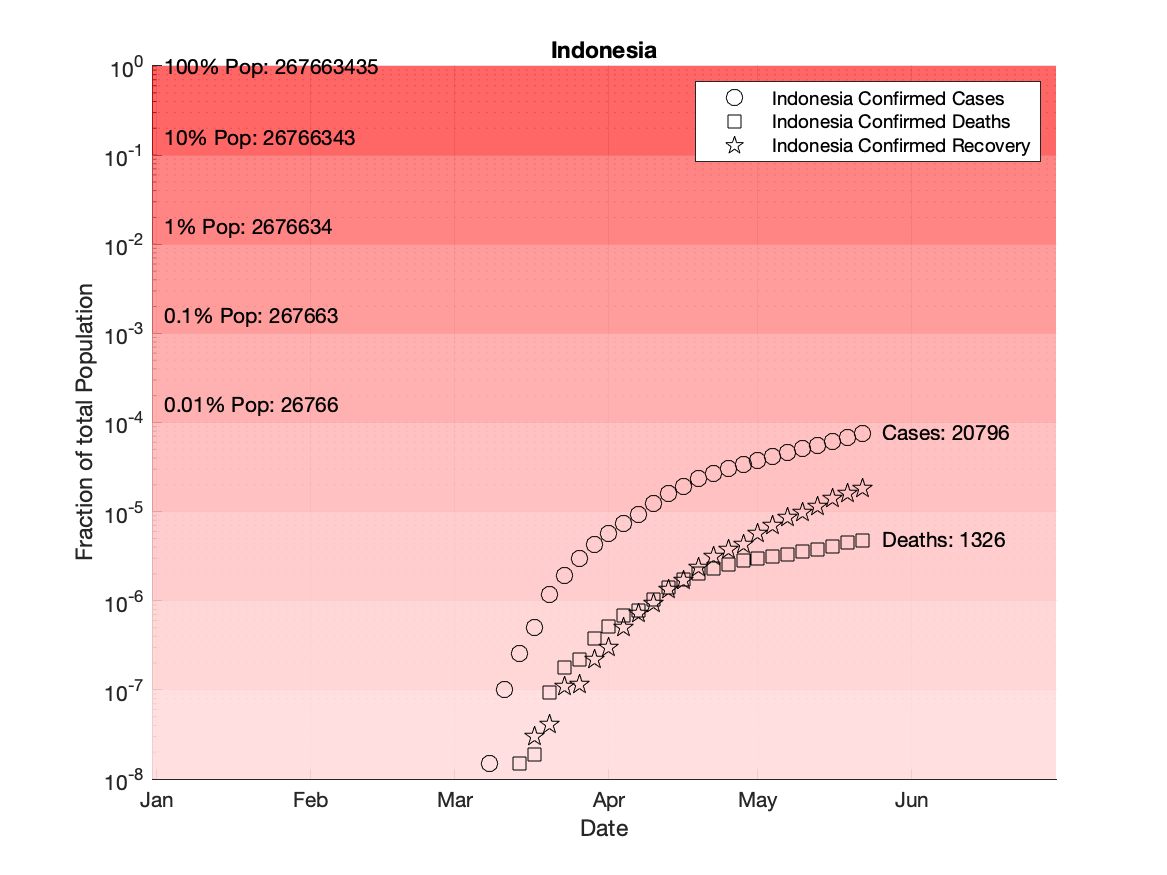 Indonesia
10^0
100% Pop: 267663435
Indonesia Confirmed Cases
Indonesia Confirmed Deaths
Indonesia Confirmed Recovery
10% Pop: 26766343
10^-1
1% Pop: 2676634
10^-2
0.1% Pop: 267663
10^-3
0.01% Pop: 26766
10^-4
Cases: 20796
10^-5
Deaths: 1326
10^-6
10^-7
10^-8
Fraction of total Population
Jan Feb Mar Apr May Jun
Date